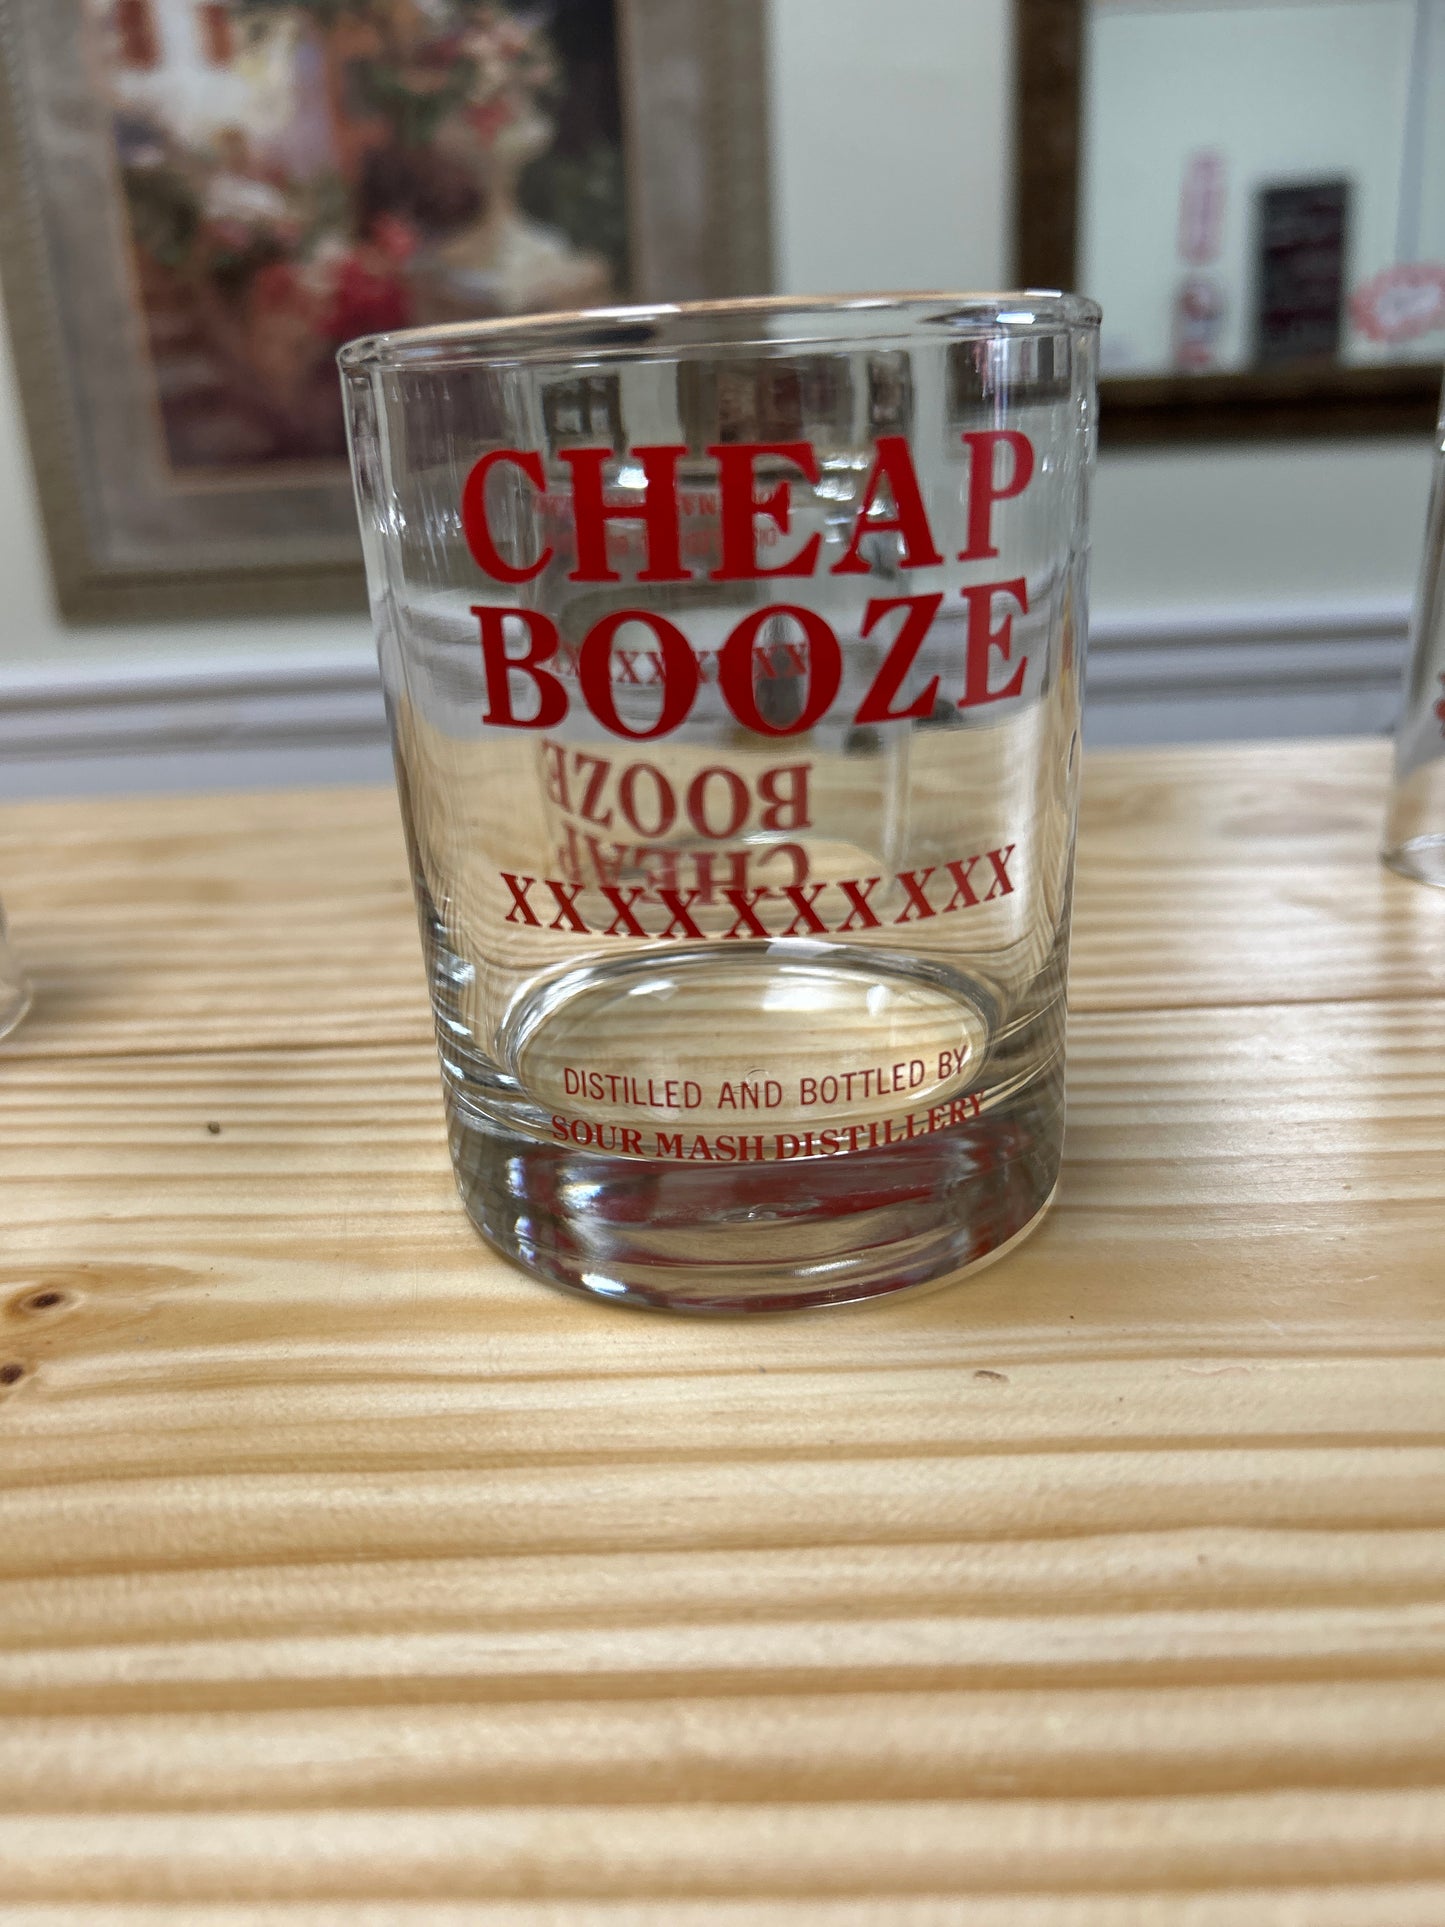 CHEAP
BOOZE
XXXXXXXXXXX
DISTILLED AND BOTTLED BY
SOUR MASH DISTILLERY